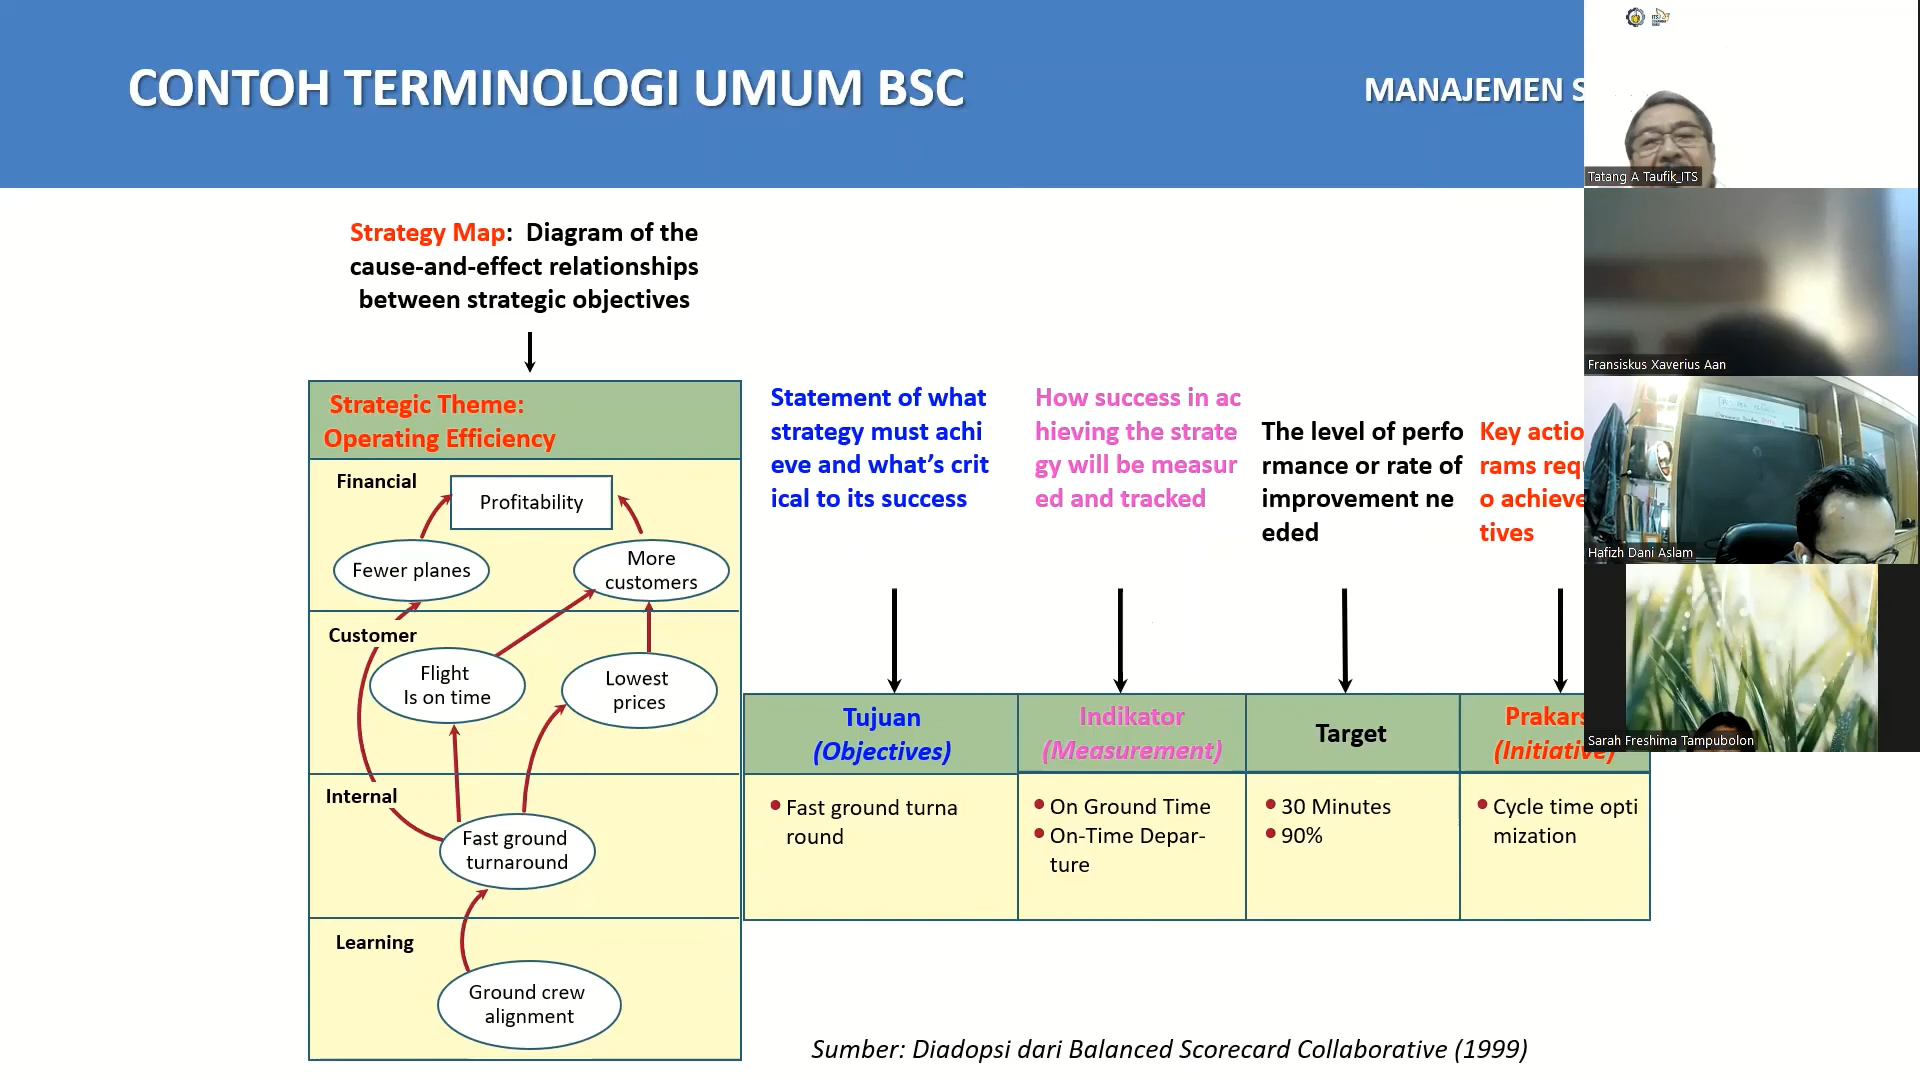 CONTOH TERMINOLOGI UMUM BSC
MANAJEMEN S
Tatang A Taufik_ITS
Fransiskus Xaverius Aan
Hafizh Dani Aslam
Sarah Freshima Tampubolon
Strategy Map: Diagram of the
cause-and-effect relationships
between strategic objectives
Strategic Theme:
Operating Efficiency
Financial
Profitability
Fewer planes
More
customers
Customer
Flight
Is on time
Lowest
prices
Internal
Fast ground
turnaround
Learning
Ground crew
alignment
Statement of what
strategy must achi
eve and what’s crit
ical to its success
How success in ac
hieving the strate
gy will be measur
ed and tracked
The level of perfo
rmance or rate of
improvement ne
eded
Key actio
rams req
o achieve
tives
Tujuan
(Objectives)
Indikator
(Measurement)
Target
Prakars
(Initiative)
• Fast ground turna
round
• On Ground Time
• On-Time Depar-
ture
• 30 Minutes
• 90%
• Cycle time opti
mization
Sumber: Diadopsi dari Balanced Scorecard Collaborative (1999)